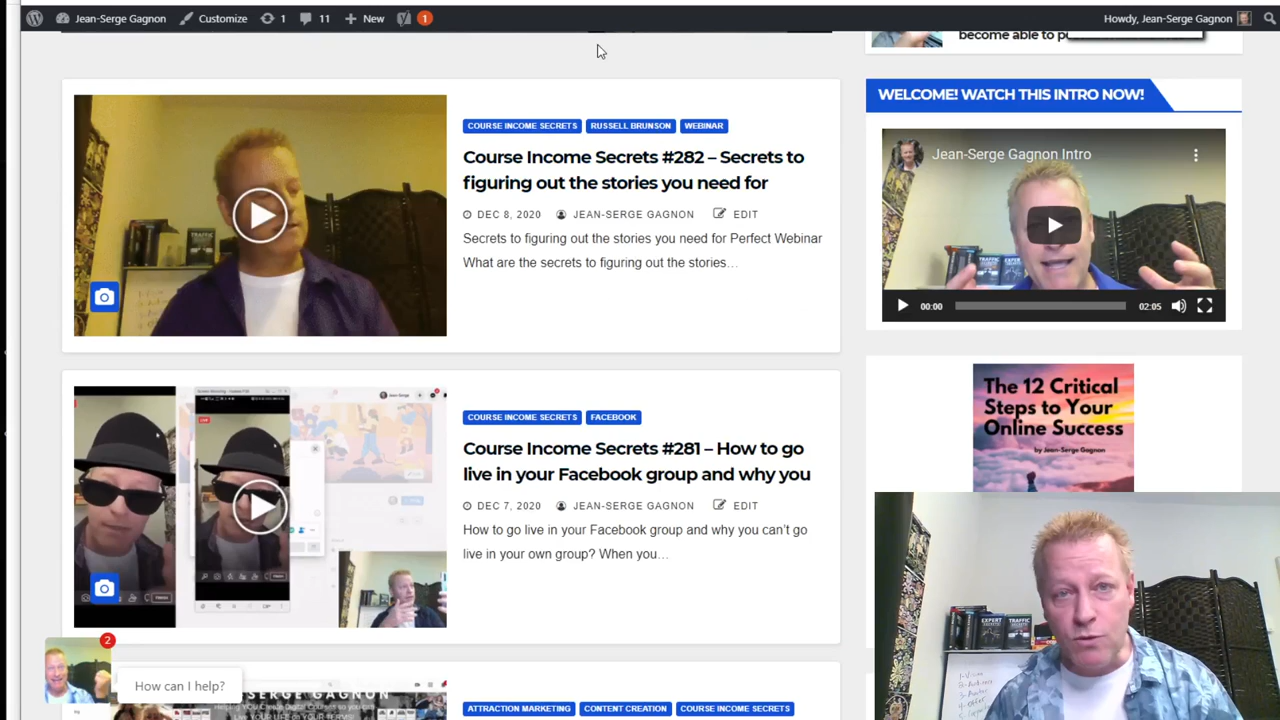 Jean-Serge Gagnon Customize 1 11 New 1 Howdy, Jean-Serge Gagnon
COURSE INCOME SECRETS RUSSELL BRUNSON WEBINAR
Course Income Secrets #282 – Secrets to
figuring out the stories you need for
DEC 8, 2020 JEAN-SERGE GAGNON EDIT
Secrets to figuring out the stories you need for Perfect Webinar
What are the secrets to figuring out the stories…
COURSE INCOME SECRETS FACEBOOK
Course Income Secrets #281 – How to go
live in your Facebook group and why you
DEC 7, 2020 JEAN-SERGE GAGNON EDIT
How to go live in your Facebook group and why you can't go
live in your own group? When you…
ATTRACTION MARKETING CONTENT CREATION COURSE INCOME SECRETS
2
How can I help?
become able to
WELCOME! WATCH THIS INTRO NOW!
Jean-Serge Gagnon Intro
TRAFFIC
EXPERT
00:00 02:05
The 12 Critical
Steps to Your
Online Success
by Jean-Serge Gagnon
EXPERT
SECRETS
TRAFFIC
SECRETS